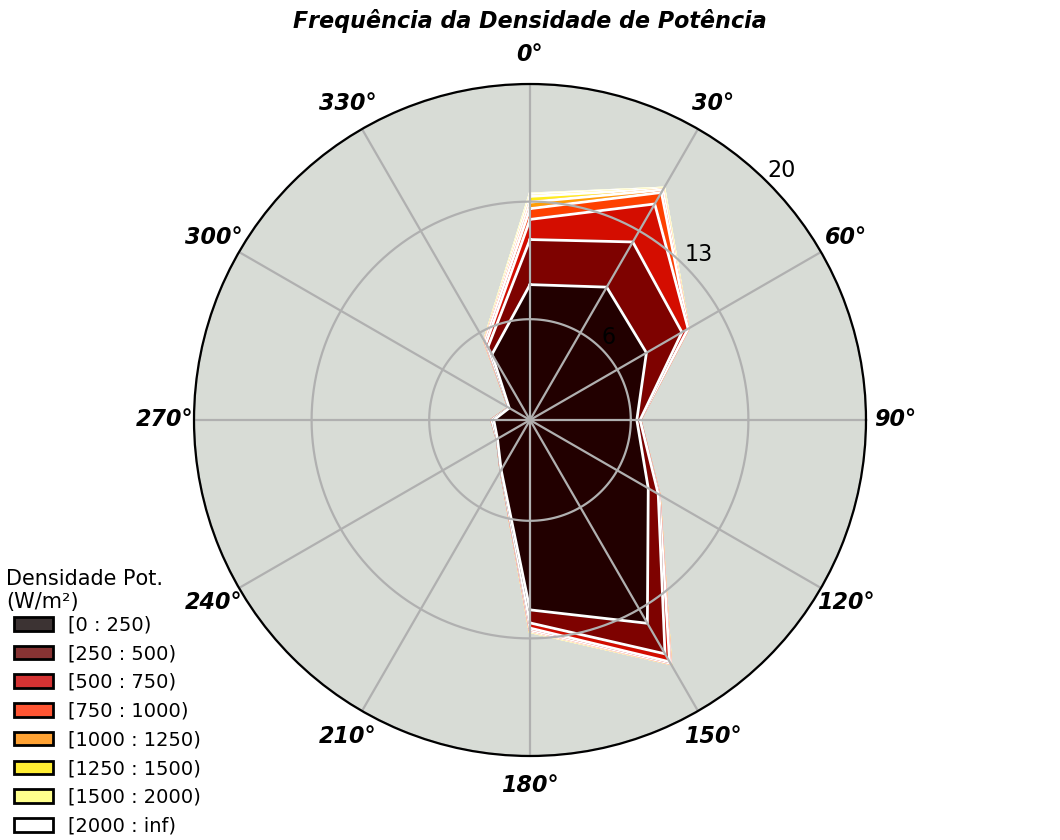 Frequência da Densidade de Potência
0°
330°
30°
20
300°
60°
13
6
270°
90°
240°
120°
210°
150°
180°
Densidade Pot.
(W/m²)
[0 : 250)
[250 : 500)
[500 : 750)
[750 : 1000)
[1000 : 1250)
[1250 : 1500)
[1500 : 2000)
[2000 : inf)